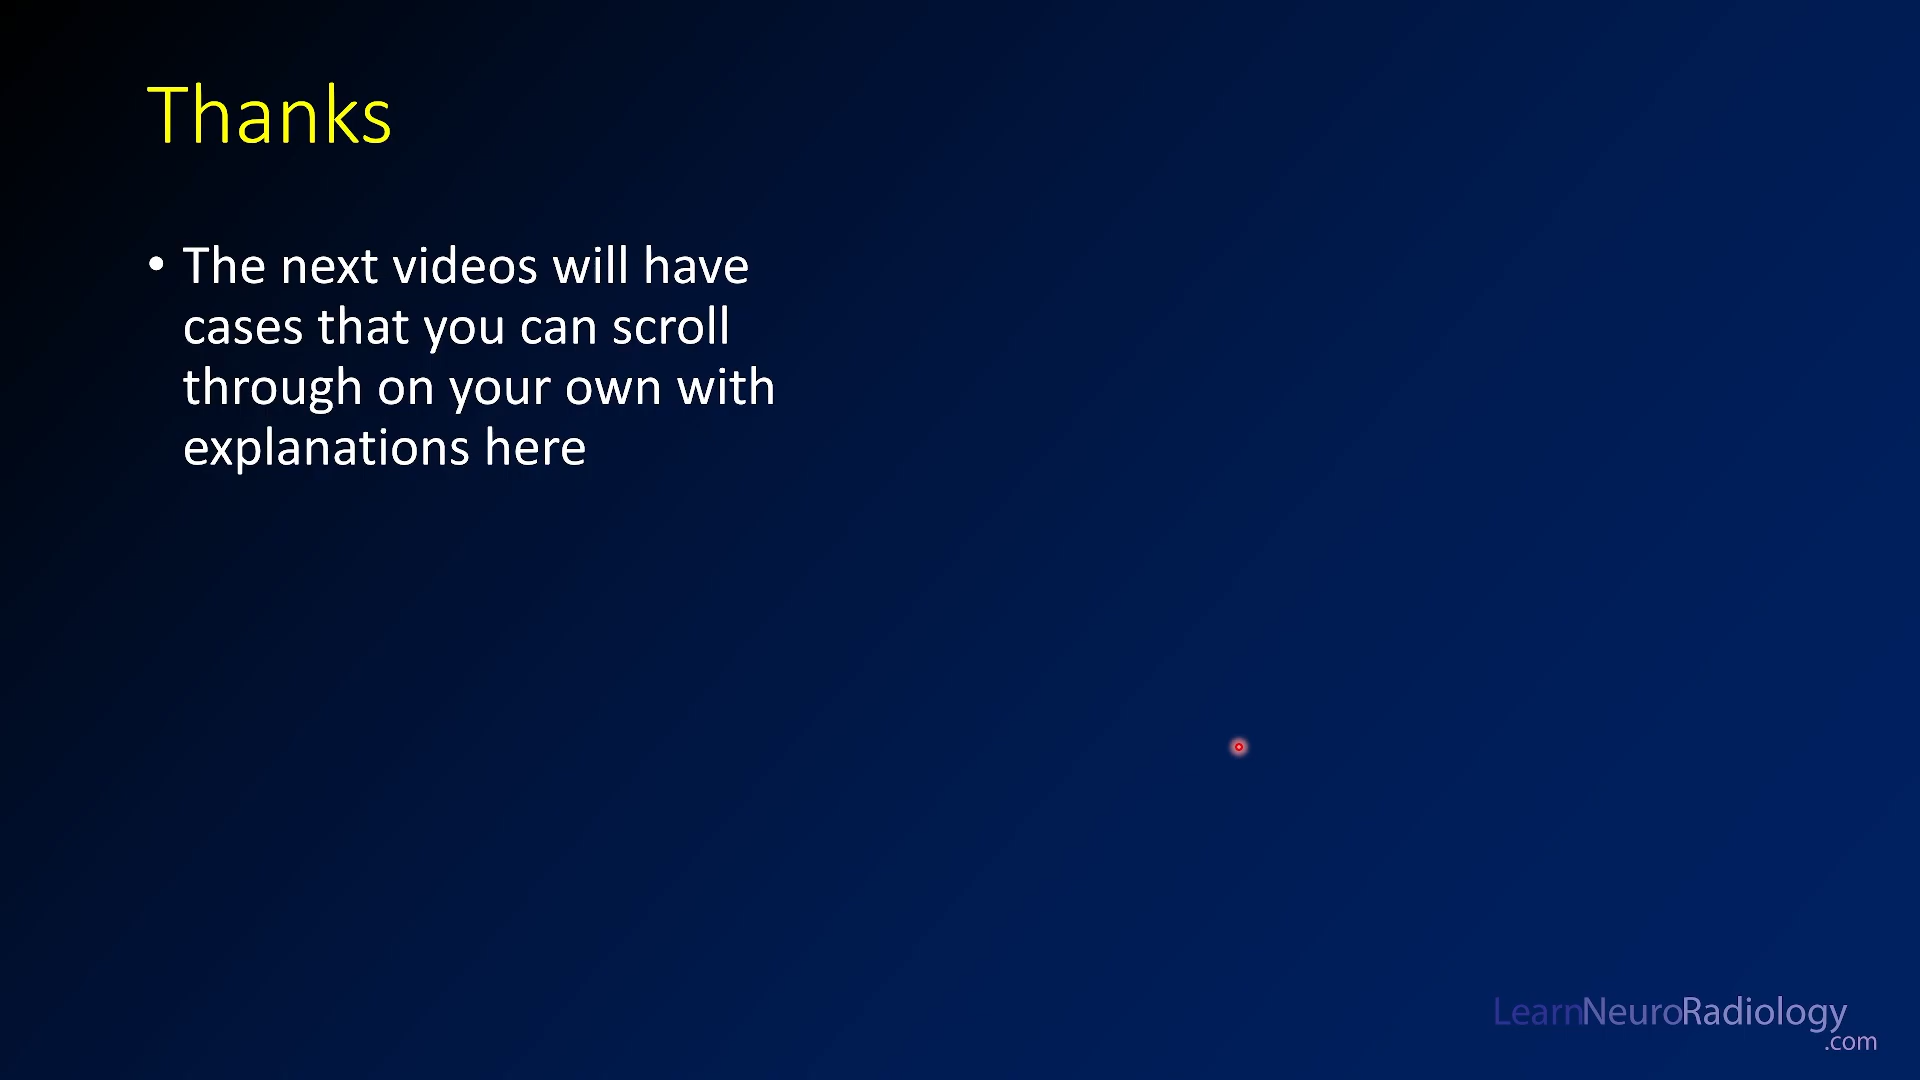 Thanks
• The next videos will have
cases that you can scroll
through on your own with
explanations here
LearnNeuroRadiology
.com